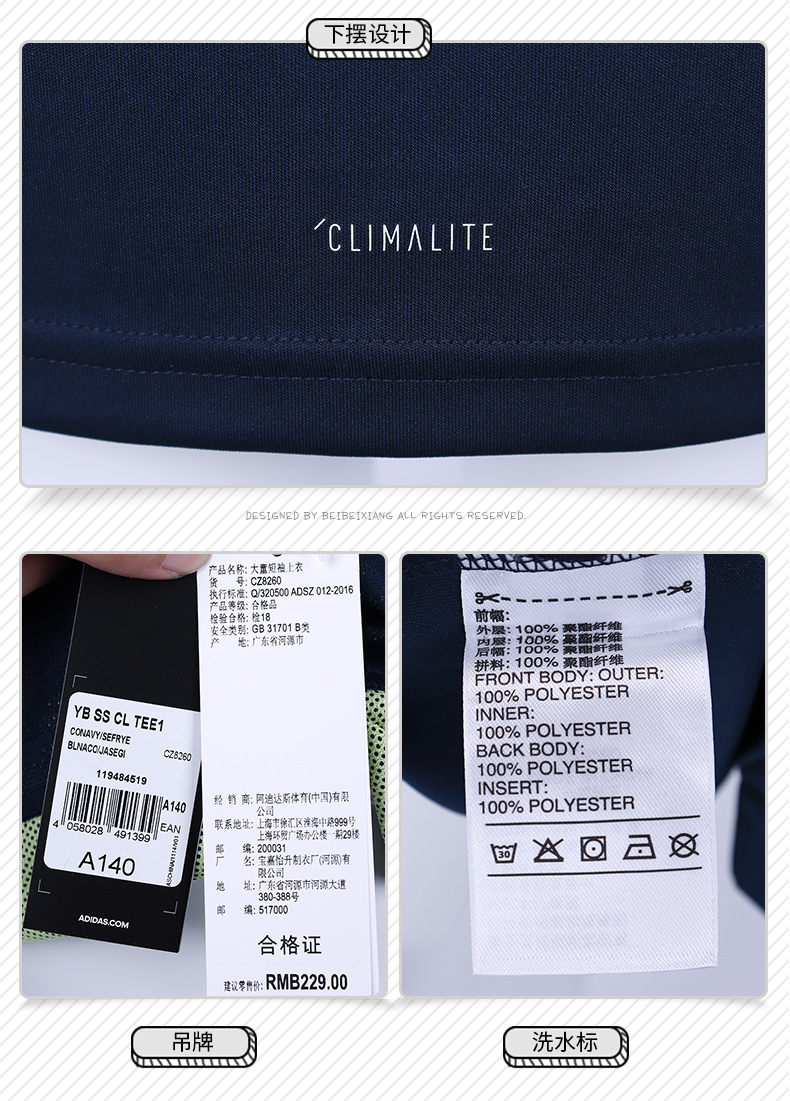 下摆设计
CLIMALITE
DESIGNED BY BEIBEIXIANG ALL RIGHTS RESERVED.
YB SS CL TEE1
CONAVY/SEFRYE
BLNACO/JASEGI CZ8260
119484519
A140
4 058028 491399 EAN
A140
ADIDAS.COM
产品名称: 大童短袖上衣
货 号: CZ8260
执行标准: Q/320500 ADSZ 012-2016
产品等级: 合格品
检验合格: 检18
安全类别: GB 31701 B类
产 地: 广东省河源市
经 销 商: 阿迪达斯体育(中国)有限
公司
联系地址: 上海市徐汇区淮海中路999号
上海环贸广场办公楼一期29楼
邮 编: 200031
厂 名: 宝嘉怡升制衣厂(河源)有
限公司
地 址: 广东省河源市河源大道
380-388号
邮 编: 517000
合格证
建议零售价: RMB229.00
前幅:
外层: 100% 聚酯纤维
内层: 100% 聚酯纤维
后幅: 100% 聚酯纤维
拼料: 100% 聚酯纤维
FRONT BODY: OUTER:
100% POLYESTER
INNER:
100% POLYESTER
BACK BODY:
100% POLYESTER
INSERT:
100% POLYESTER
30
吊牌
洗水标